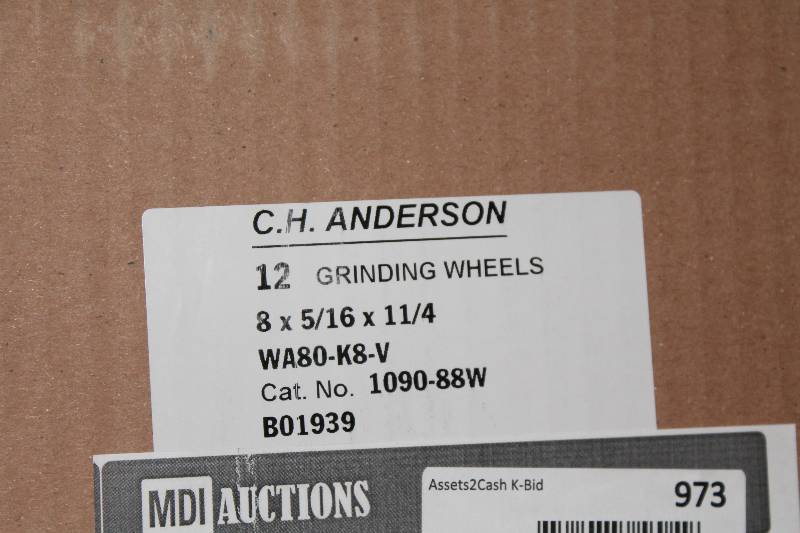 C.H. ANDERSON
12 GRINDING WHEELS
8 x 5/16 x 11/4
WA80-K8-V
Cat. No. 1090-88W
B01939
MDI AUCTIONS
Assets2Cash K-Bid
973